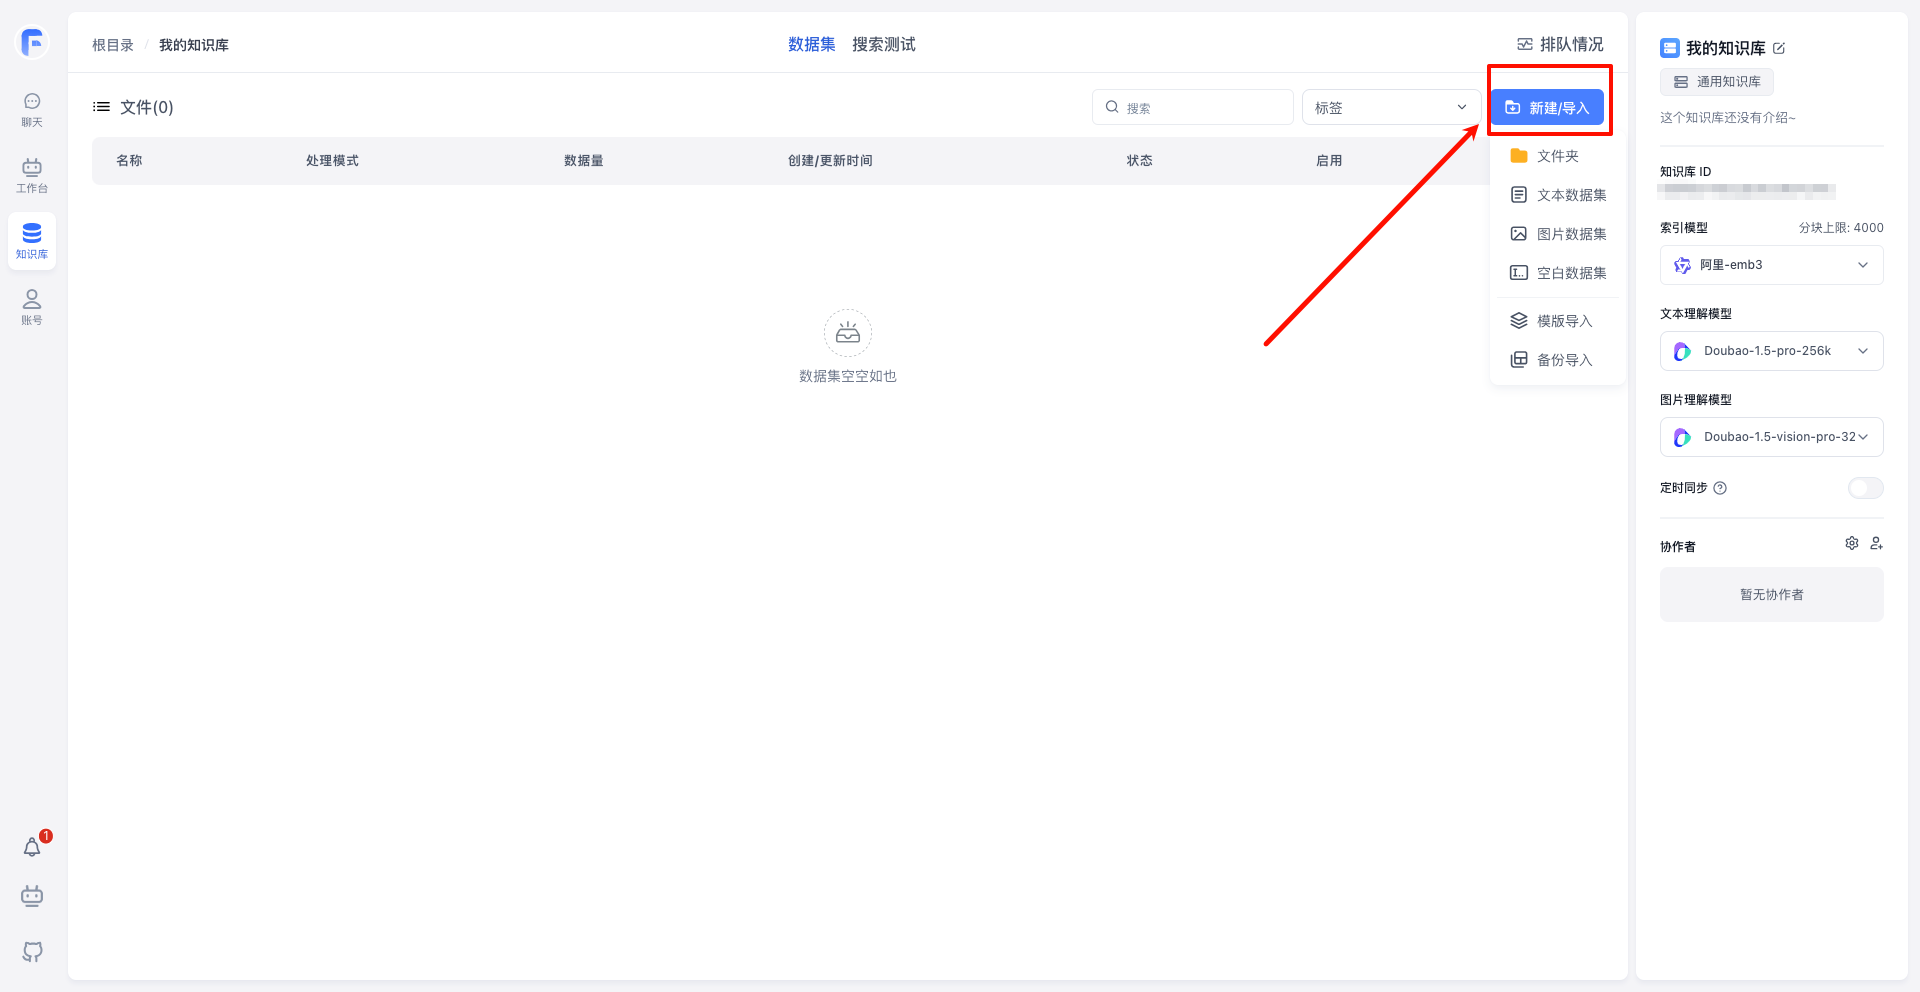 根目录 / 我的知识库
数据集 搜索测试
排队情况
聊天
工作台
知识库
账号
1
文件(0)
搜索
标签
新建/导入
名称 处理模式 数据量 创建/更新时间 状态 启用
文件夹
文本数据集
图片数据集
空白数据集
模版导入
备份导入
数据集空空如也
我的知识库
通用知识库
这个知识库还没有介绍~
知识库 ID
索引模型 分块上限: 4000
阿里-emb3
文本理解模型
Doubao-1.5-pro-256k
图片理解模型
Doubao-1.5-vision-pro-32
定时同步
协作者
暂无协作者